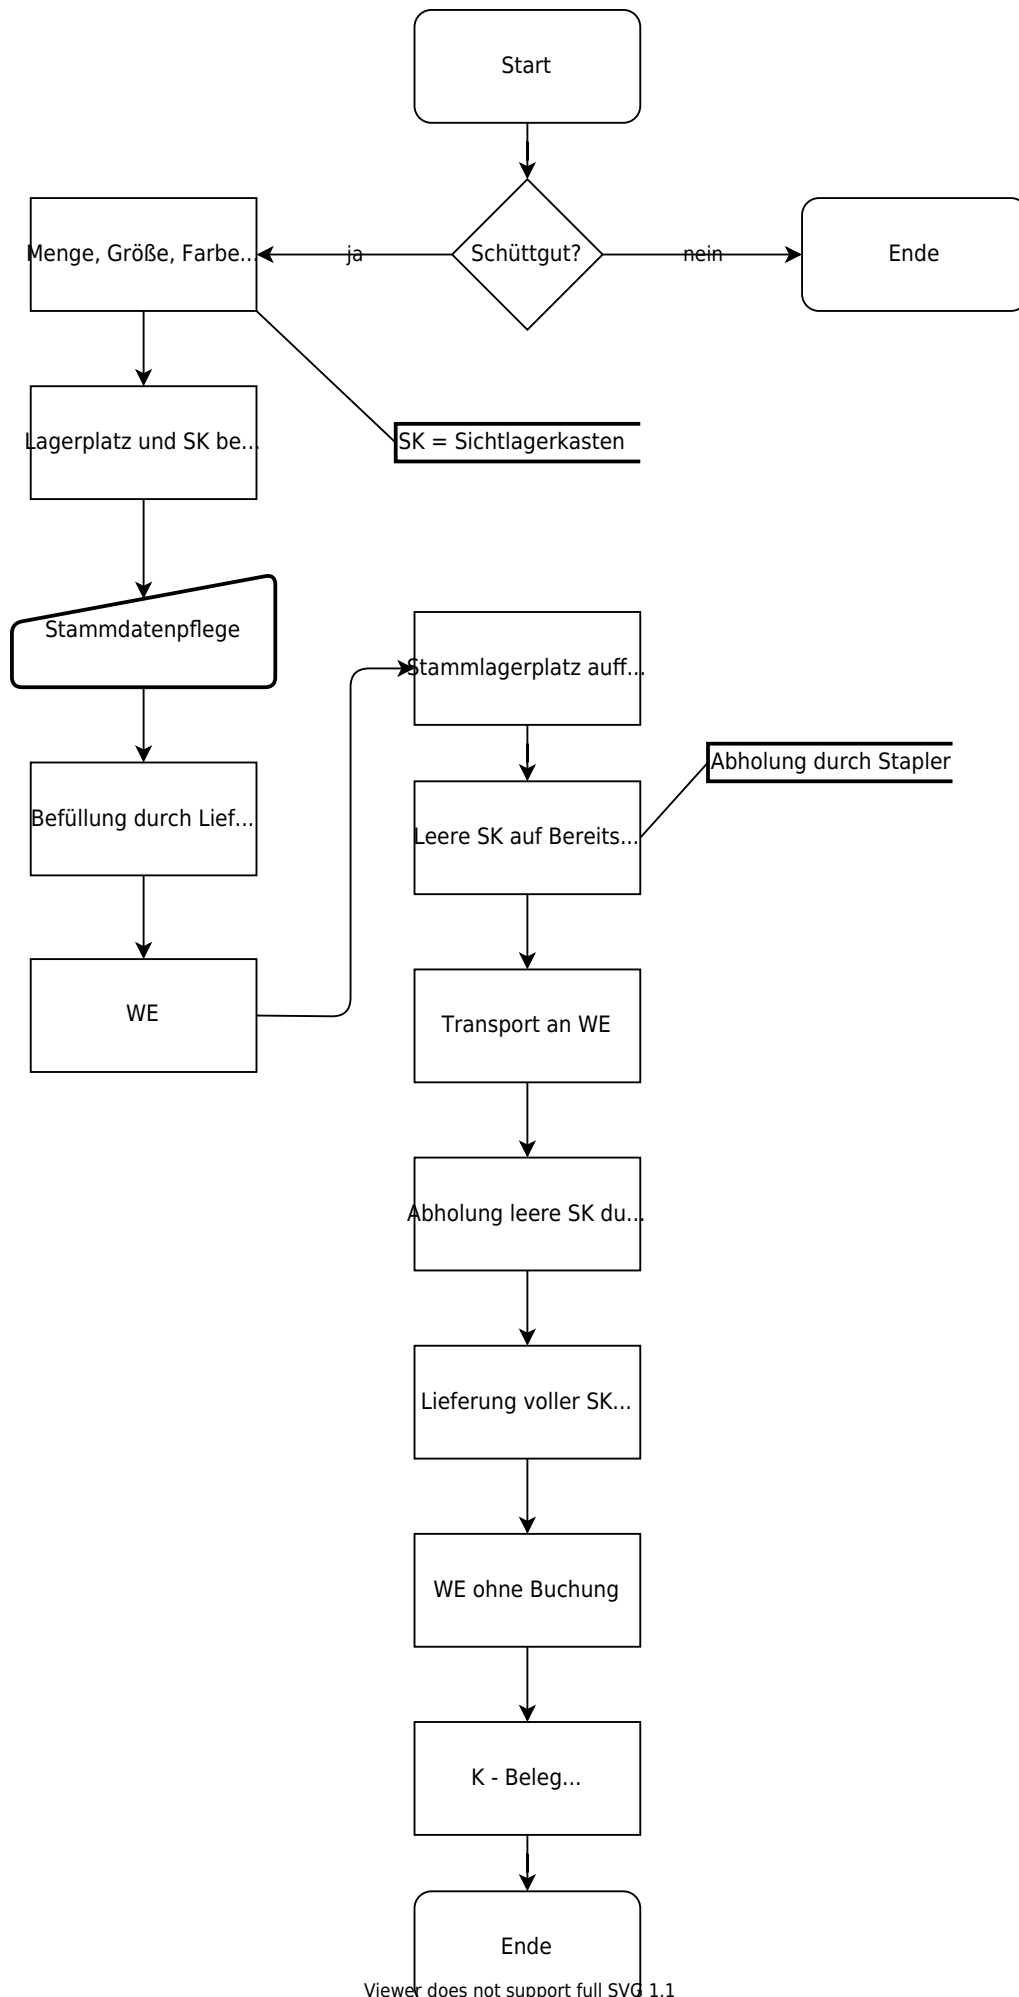 Start
Schüttgut?
ja
nein
Menge, Größe, Farbe...
Ende
Lagerplatz und SK be...
SK = Sichtlagerkasten
Stammdatenpflege
Befüllung durch Lief...
WE
Stammlagerplatz auff...
Abholung durch Stapler
Leere SK auf Bereits...
Transport an WE
Abholung leere SK du...
Lieferung voller SK...
WE ohne Buchung
K - Beleg...
Ende
Viewer does not support full SVG 1.1